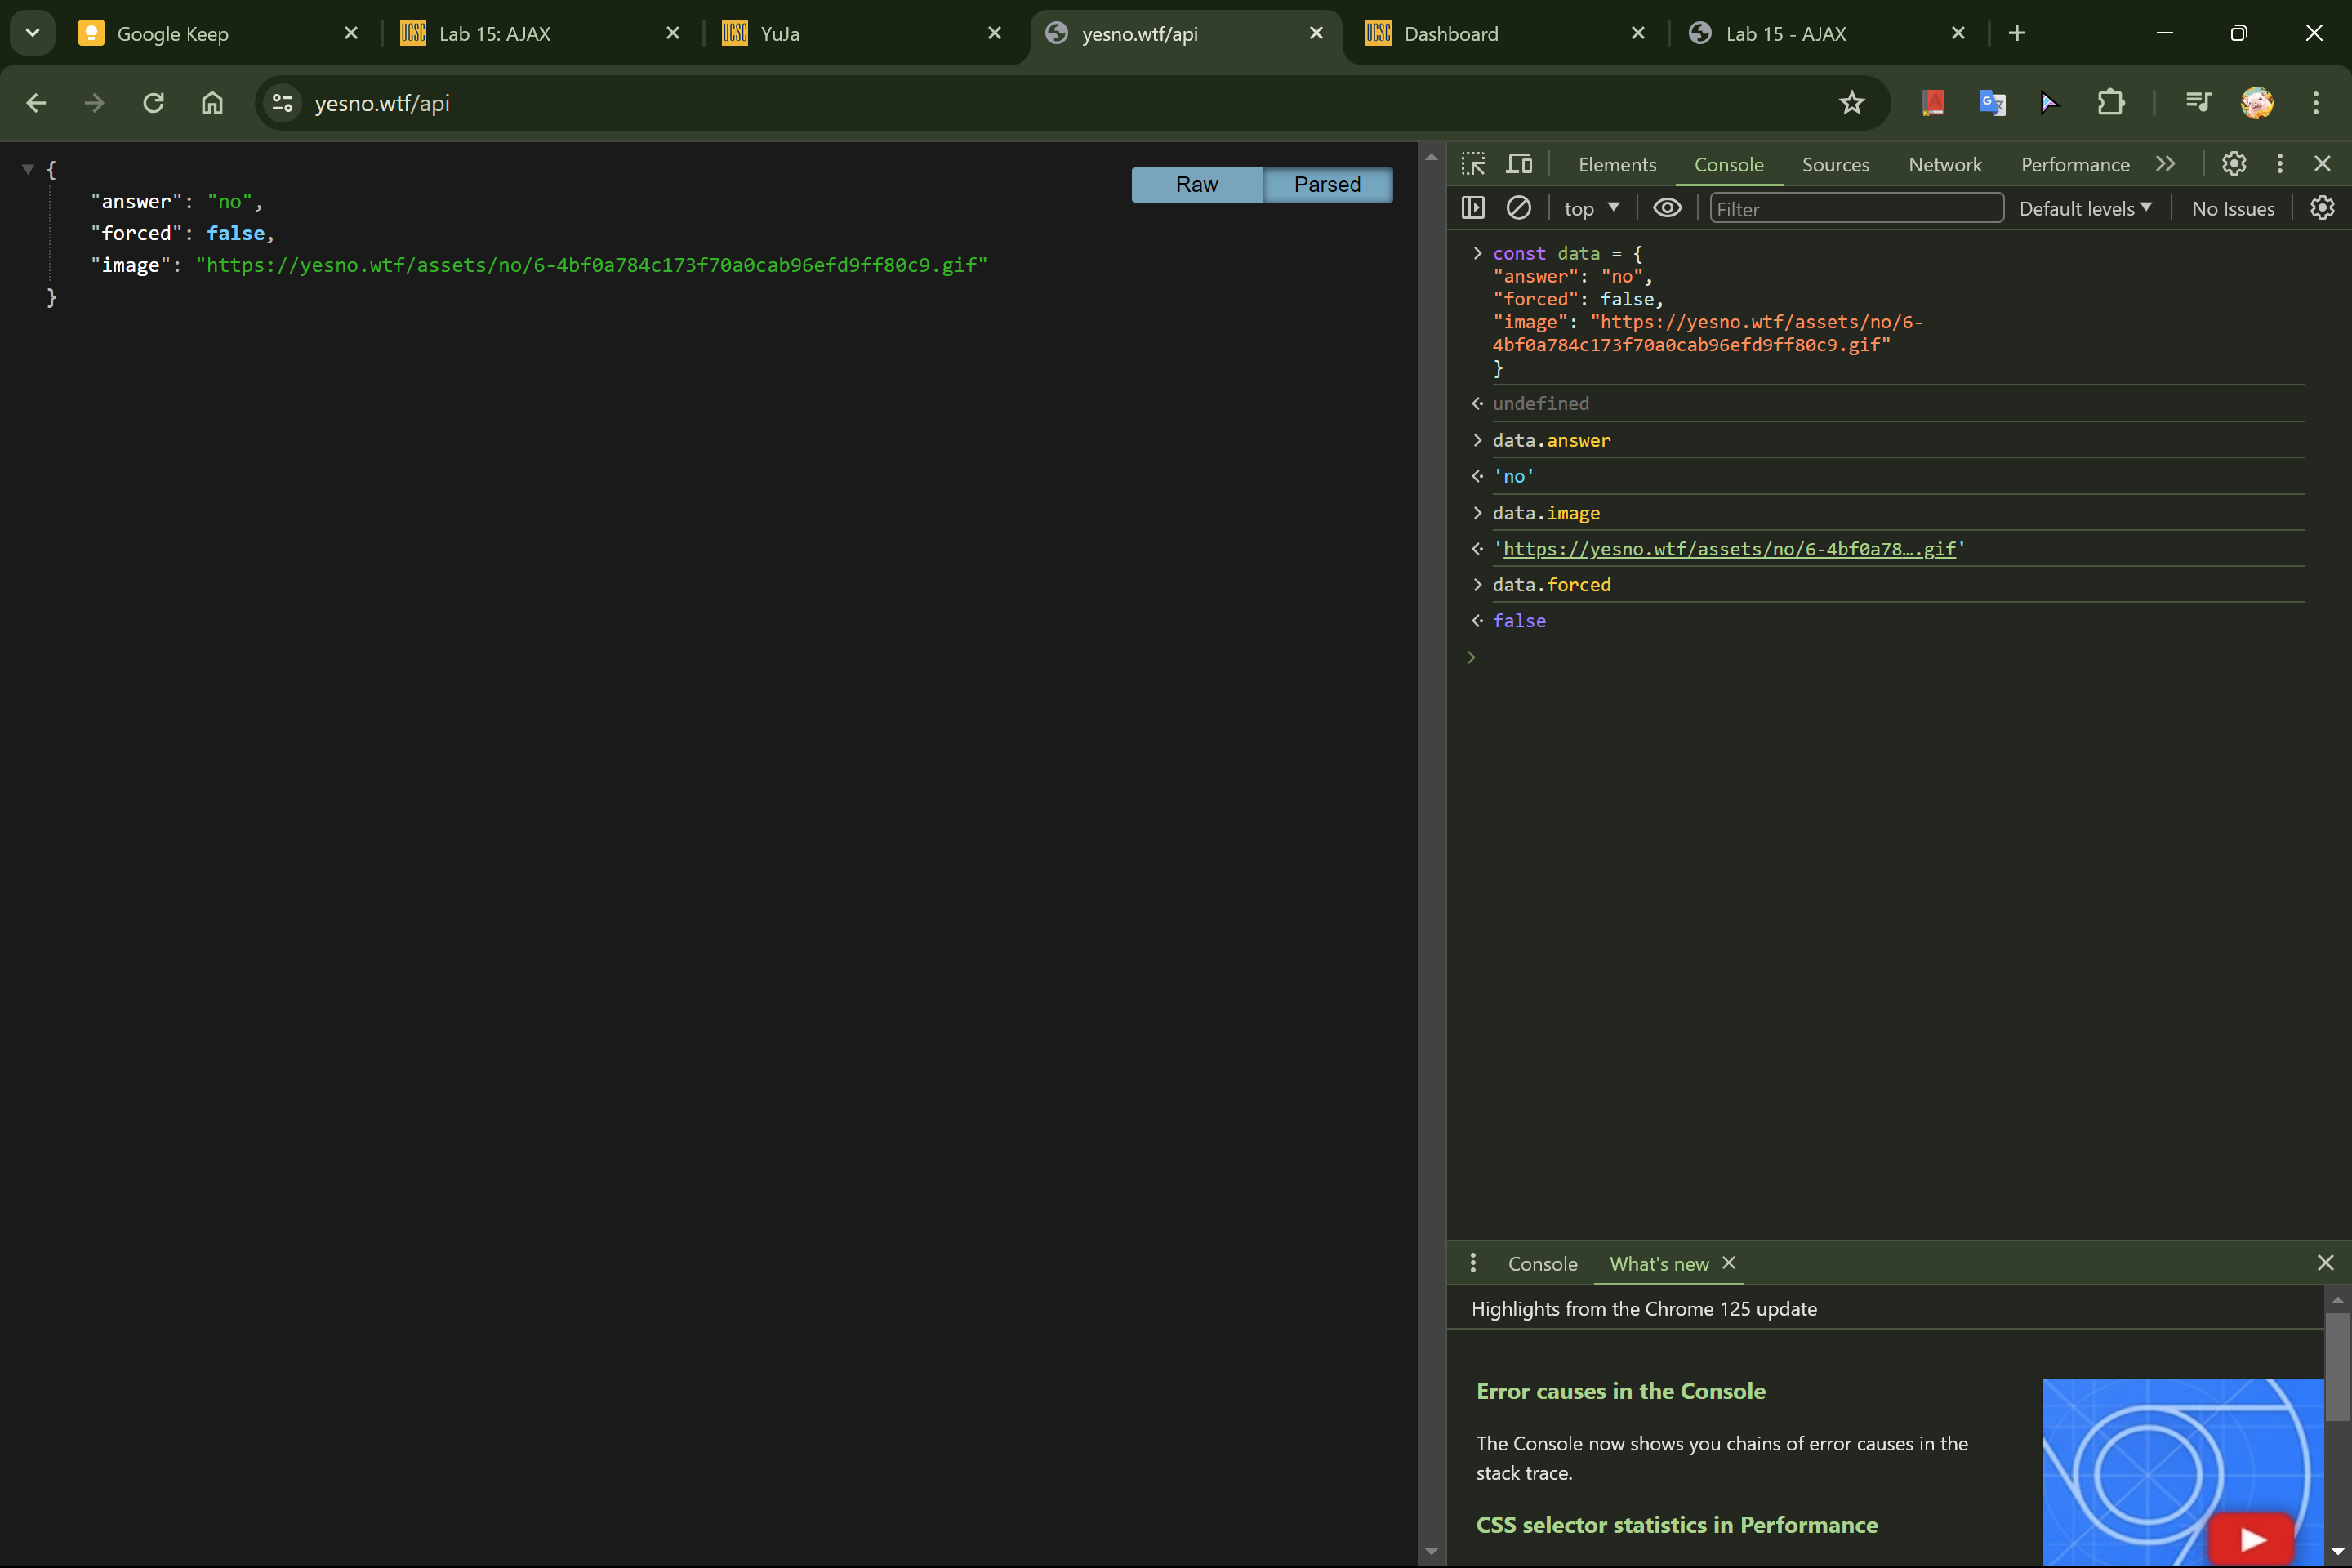 Google Keep
UCSC Lab 15: AJAX
UCSC YuJa
yesno.wtf/api
UCSC Dashboard
Lab 15 - AJAX
yesno.wtf/api
{
"answer": "no",
"forced": false,
"image": "https://yesno.wtf/assets/no/6-4bf0a784c173f70a0cab96efd9ff80c9.gif"
}
Raw Parsed
Elements Console Sources Network Performance
top Filter Default levels No Issues
const data = {
"answer": "no",
"forced": false,
"image": "https://yesno.wtf/assets/no/6-
4bf0a784c173f70a0cab96efd9ff80c9.gif"
}
undefined
data.answer
'no'
data.image
'https://yesno.wtf/assets/no/6-4bf0a78….gif'
data.forced
false
Console What's new
Highlights from the Chrome 125 update
Error causes in the Console
The Console now shows you chains of error causes in the
stack trace.
CSS selector statistics in Performance